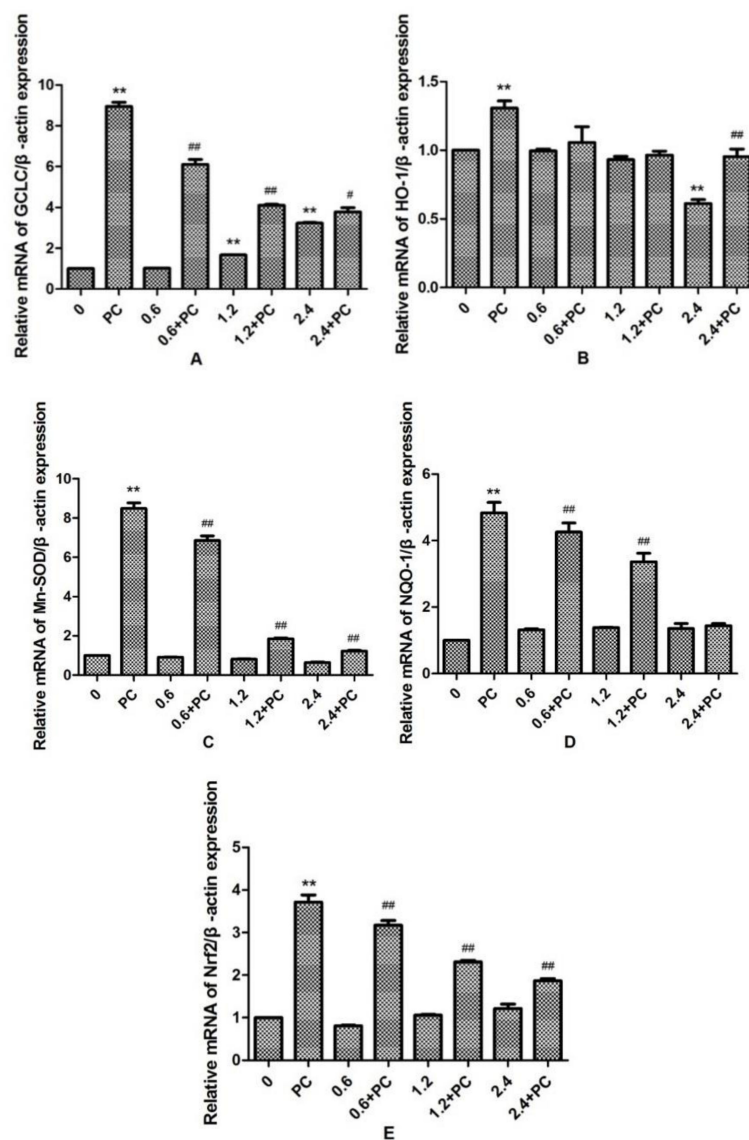 Relative mRNA of GCLC/β -actin expression
10
8
6
4
2
0
**
##
**
##
**
#
0
PC
0.6
0.6+PC
1.2
1.2+PC
2.4
2.4+PC
A
Relative mRNA of HO-1/β -actin expression
1.5
1.0
0.5
0.0
**
**
##
0
PC
0.6
0.6+PC
1.2
1.2+PC
2.4
2.4+PC
B
Relative mRNA of Mn-SOD/β -actin expression
10
8
6
4
2
0
**
##
##
##
0
PC
0.6
0.6+PC
1.2
1.2+PC
2.4
2.4+PC
C
Relative mRNA of NQO-1/β -actin expression
6
4
2
0
**
##
##
0
PC
0.6
0.6+PC
1.2
1.2+PC
2.4
2.4+PC
D
Relative mRNA of Nrf2/β -actin expression
5
4
3
2
1
0
**
##
##
##
0
PC
0.6
0.6+PC
1.2
1.2+PC
2.4
2.4+PC
E